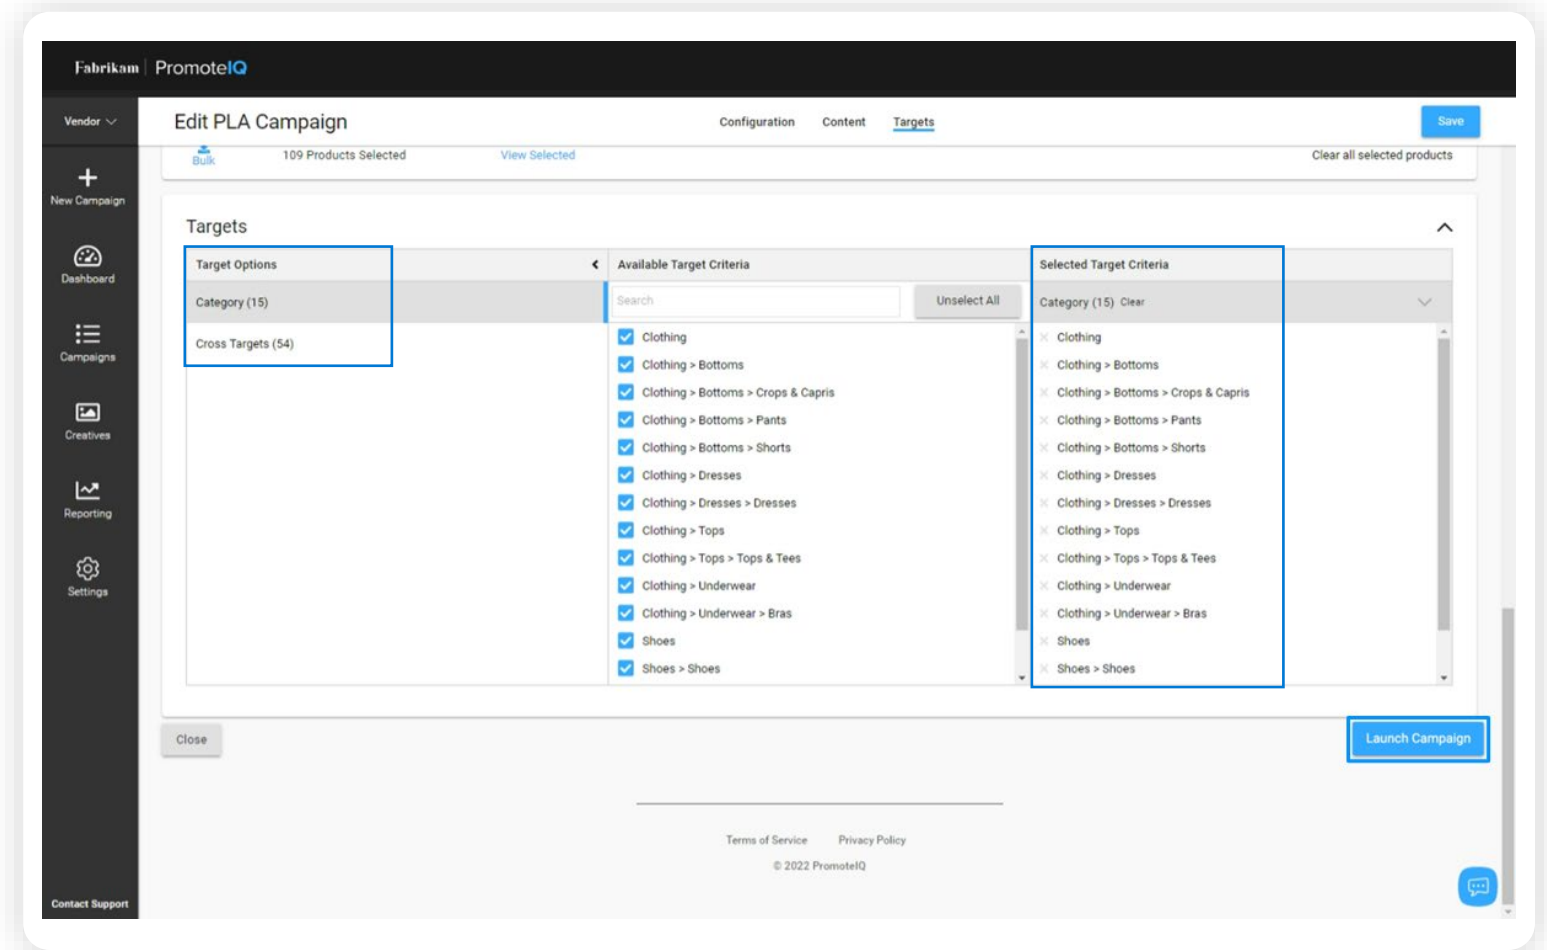 Fabrikam | PromoteIQ
Vendor
Edit PLA Campaign
Configuration Content Targets
Save
Bulk 109 Products Selected View Selected Clear all selected products
New Campaign
Dashboard
Campaigns
Creatives
Reporting
Settings
Contact Support
Targets
Target Options
Category (15)
Cross Targets (54)
Available Target Criteria
Search Unselect All
Clothing
Clothing > Bottoms
Clothing > Bottoms > Crops & Capris
Clothing > Bottoms > Pants
Clothing > Bottoms > Shorts
Clothing > Dresses
Clothing > Dresses > Dresses
Clothing > Tops
Clothing > Tops > Tops & Tees
Clothing > Underwear
Clothing > Underwear > Bras
Shoes
Shoes > Shoes
Selected Target Criteria
Category (15) Clear
Clothing
Clothing > Bottoms
Clothing > Bottoms > Crops & Capris
Clothing > Bottoms > Pants
Clothing > Bottoms > Shorts
Clothing > Dresses
Clothing > Dresses > Dresses
Clothing > Tops
Clothing > Tops > Tops & Tees
Clothing > Underwear
Clothing > Underwear > Bras
Shoes
Shoes > Shoes
Close
Launch Campaign
Terms of Service Privacy Policy
© 2022 PromoteIQ